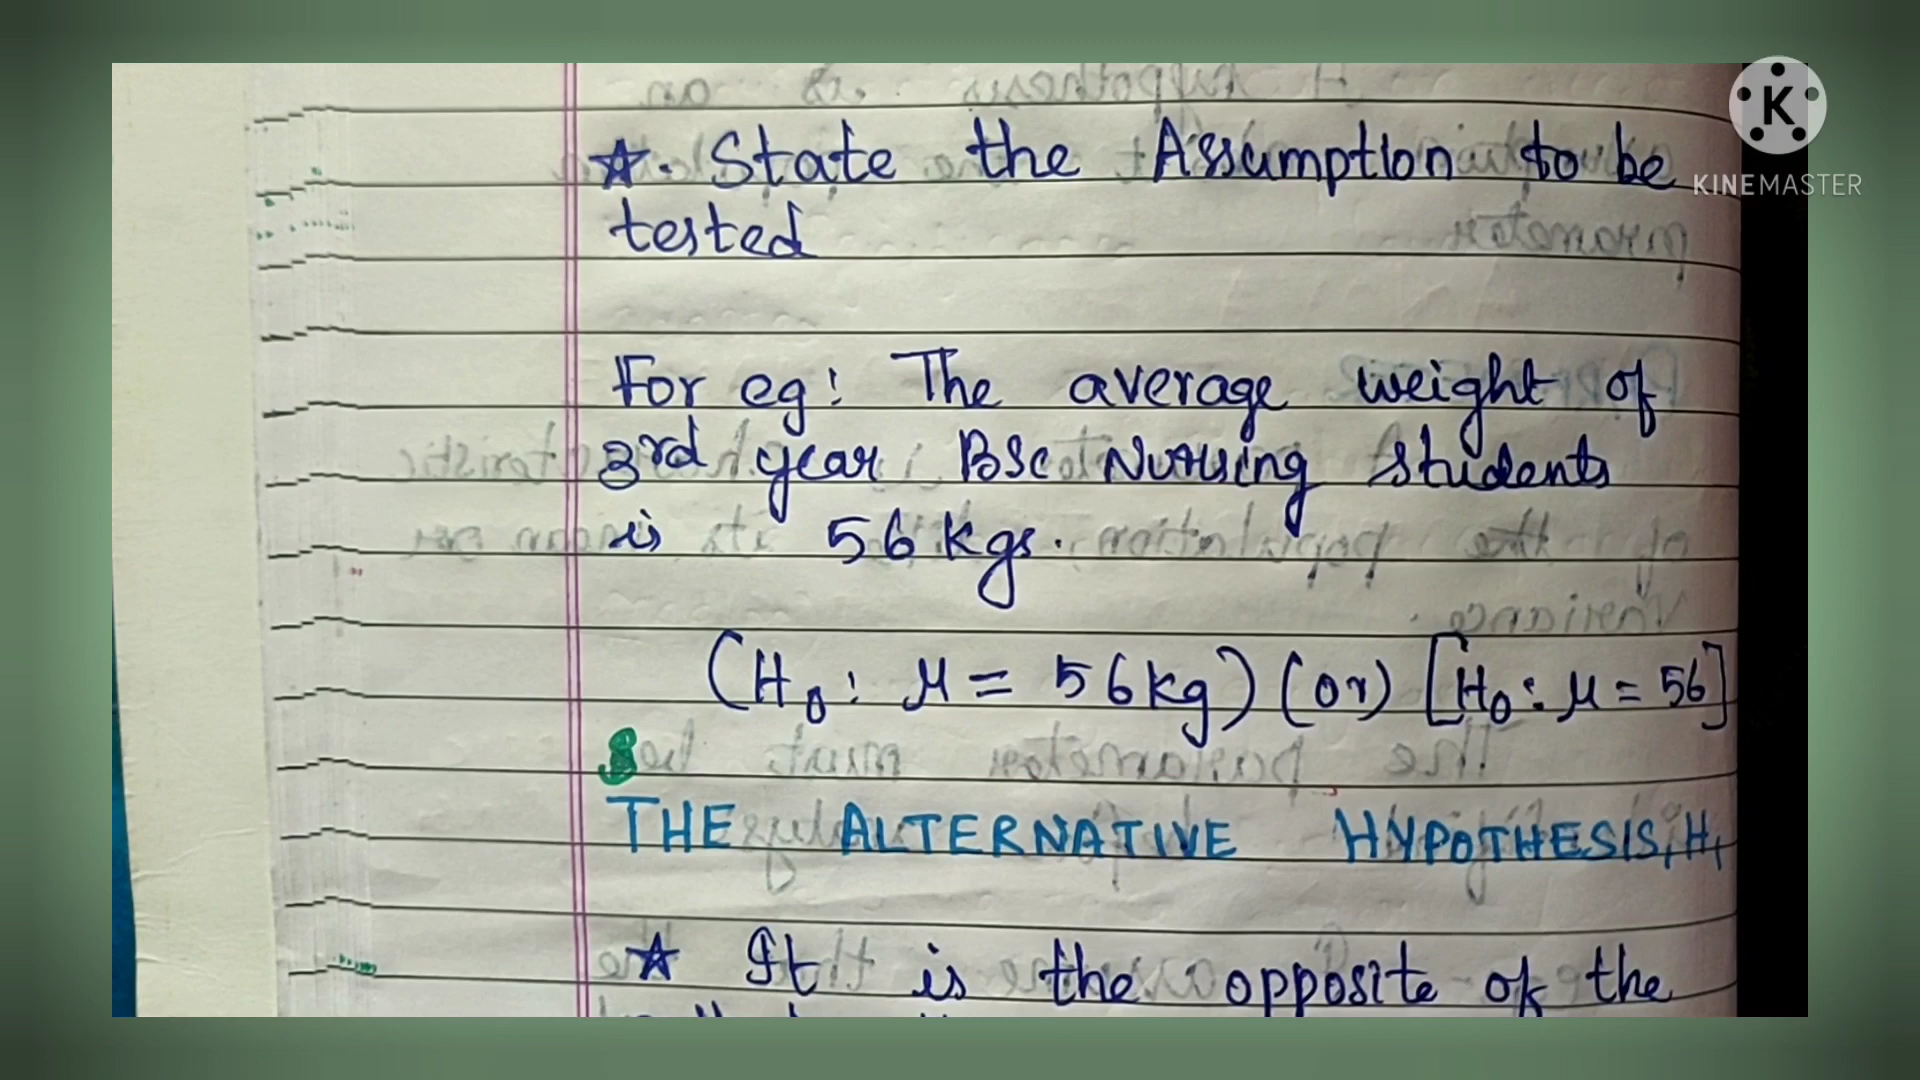 ☆. State the Assumption to be
tested
For eg: The average weight of
3rd year BSc Nursing students
is 56 kgs.
(H₀: μ = 56kg) (or) [H₀: μ = 56]
THE ALTERNATIVE HYPOTHESIS, H₁
☆ It is the opposite of the
K
KINEMASTER